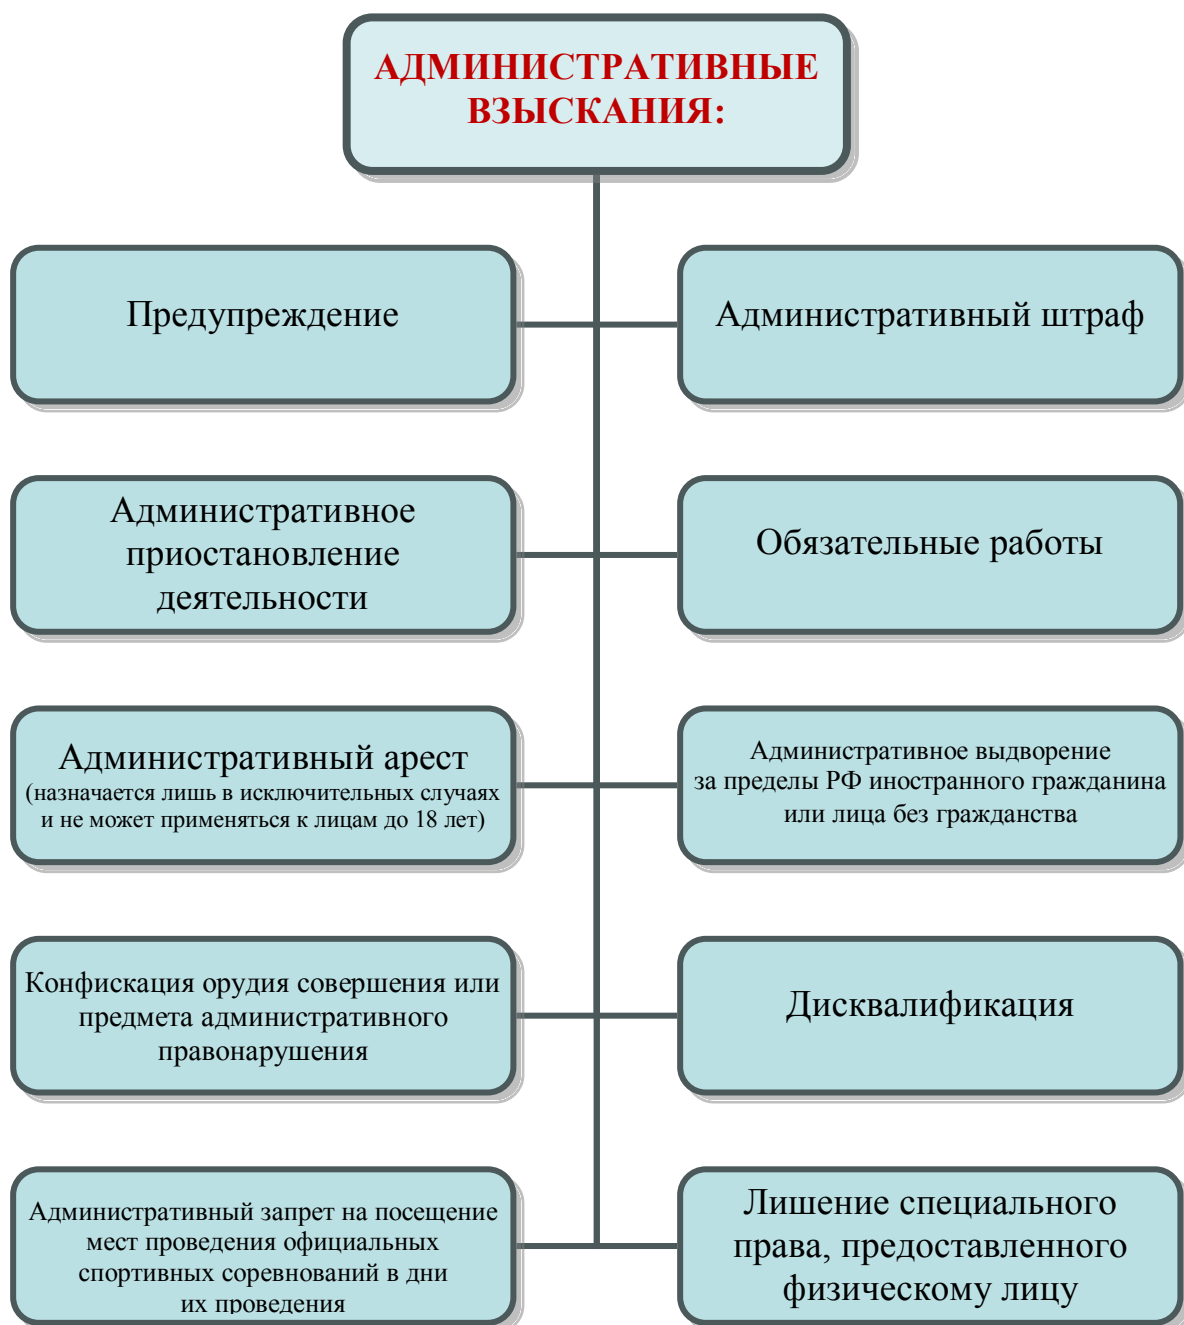 АДМИНИСТРАТИВНЫЕ
ВЗЫСКАНИЯ:
Предупреждение
Административный штраф
Административное
приостановление
деятельности
Обязательные работы
Административный арест
(назначается лишь в исключительных случаях
и не может применяться к лицам до 18 лет)
Административное выдворение
за пределы РФ иностранного гражданина
или лица без гражданства
Конфискация орудия совершения или
предмета административного
правонарушения
Дисквалификация
Административный запрет на посещение
мест проведения официальных
спортивных соревнований в дни
их проведения
Лишение специального
права, предоставленного
физическому лицу